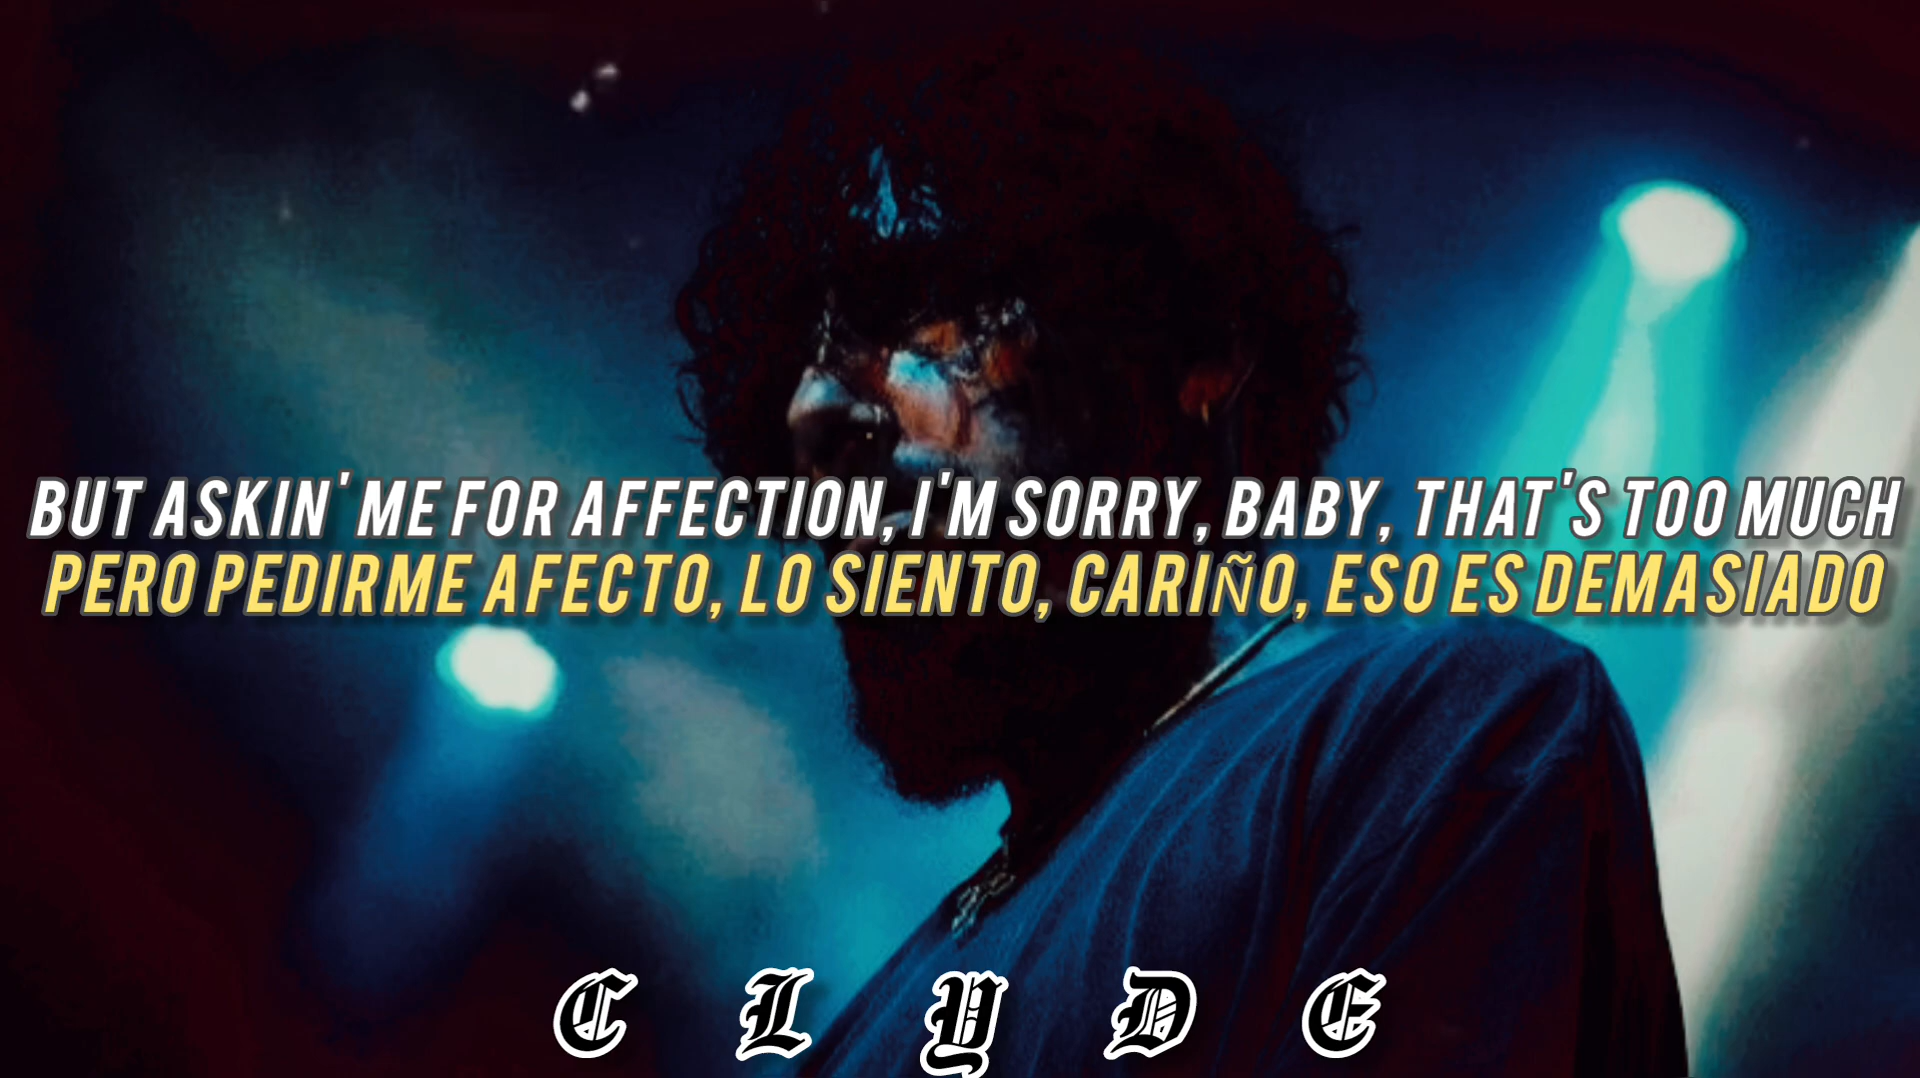 BUT ASKIN' ME FOR AFFECTION, I'M SORRY, BABY, THAT'S TOO MUCH
PERO PEDIRME AFECTO, LO SIENTO, CARIÑO, ESO ES DEMASIADO
C L Y D E